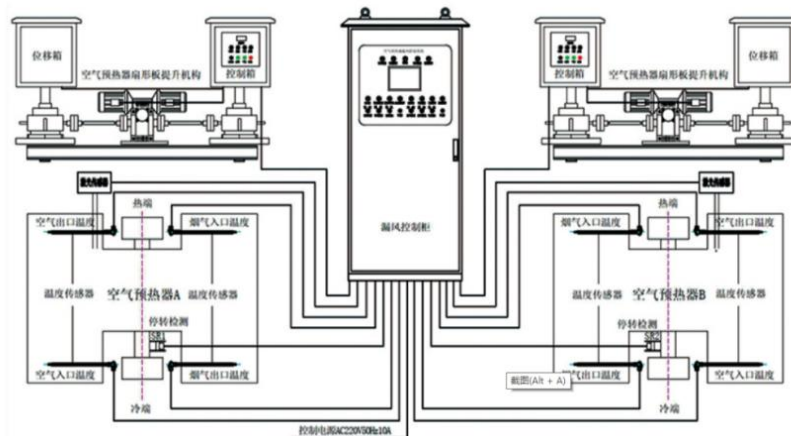 位移箱
空气预热器扇形板提升机构
控制箱
控制箱
空气预热器扇形板提升机构
位移箱
漏风控制柜
热端
空气出口温度
烟气入口温度
温度传感器
空气预热器A
温度传感器
停转检测
SR1
空气入口温度
烟气出口温度
冷端
热端
烟气入口温度
空气出口温度
温度传感器
空气预热器B
温度传感器
停转检测
SR2
截图(Alt + A)
空气入口温度
冷端
控制电源AC220V50Hz10A